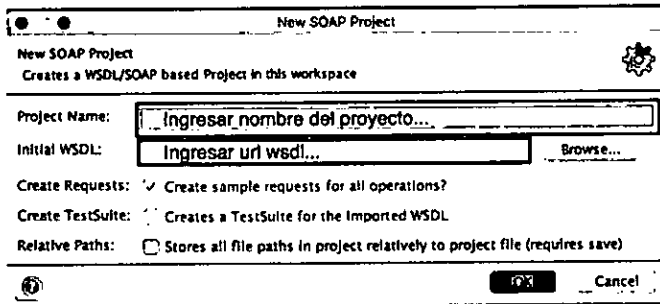 New SOAP Project
New SOAP Project
Creates a WSDL/SOAP based Project in this workspace
Project Name: Ingresar nombre del proyecto...
Initial WSDL: Ingresar url wsdl... Browse...
Create Requests: Create sample requests for all operations?
Create TestSuite: Creates a TestSuite for the Imported WSDL
Relative Paths: Stores all file paths in project relatively to project file (requires save)
OK Cancel